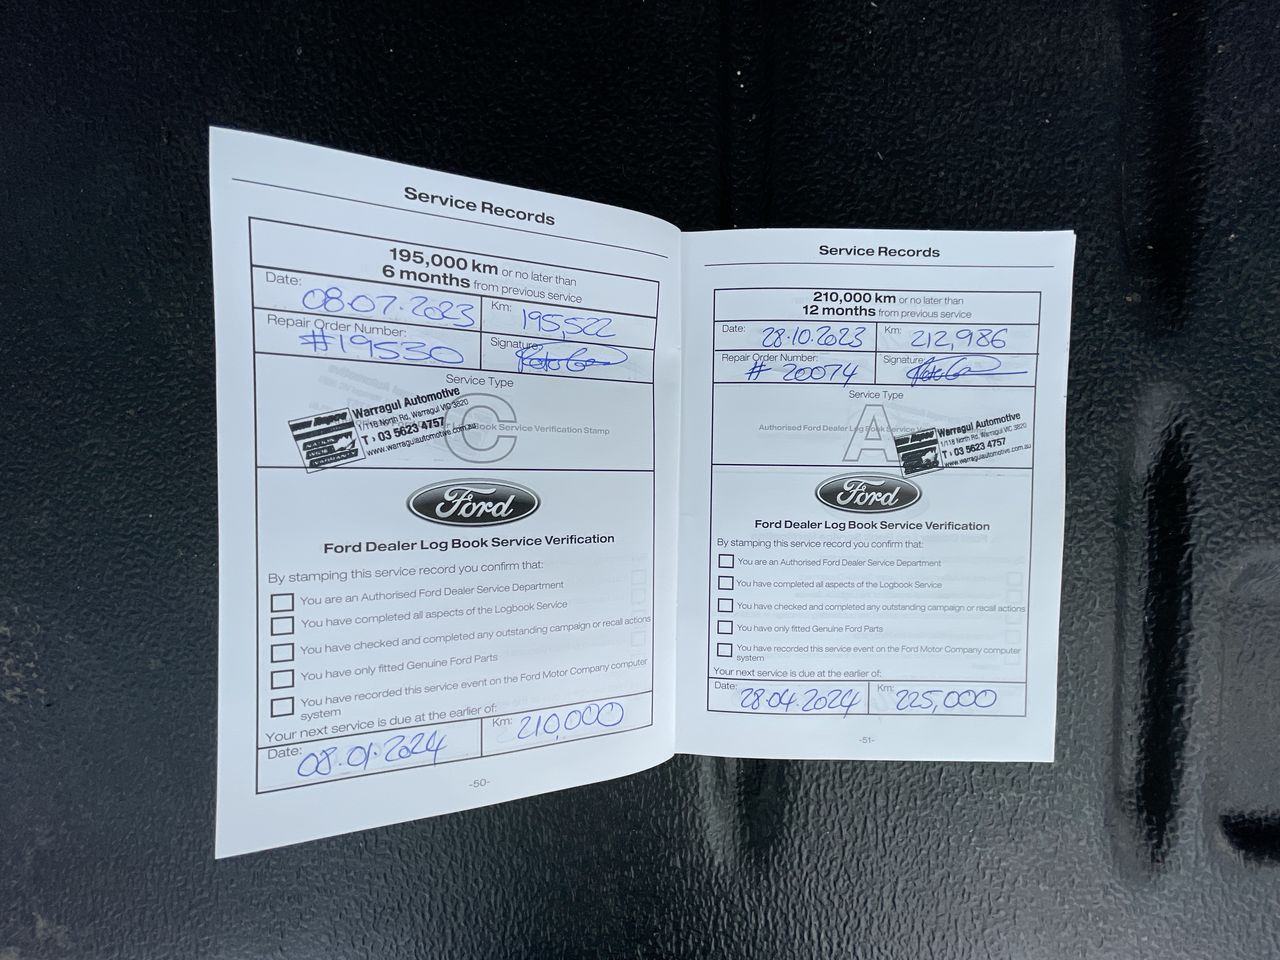 Service Records
195,000 km or no later than
6 months from previous service
Date: 08.07.2023
Km: 195,522
Repair Order Number: #19530
Signature:
Service Type
C
Book Service Verification Stamp
Warragul Automotive
1/118 North Rd, Warragul VIC 3820
T › 03 5623 4757
www.warragulautomotive.com.au
Ford
Ford Dealer Log Book Service Verification
By stamping this service record you confirm that:
You are an Authorised Ford Dealer Service Department
You have completed all aspects of the Logbook Service
You have checked and completed any outstanding campaign or recall actions
You have only fitted Genuine Ford Parts
You have recorded this service event on the Ford Motor Company computer
system
Your next service is due at the earlier of:
Date: 08.01.2024
Km: 210,000
-50-
Service Records
210,000 km or no later than
12 months from previous service
Date: 28.10.2023
Km: 212,986
Repair Order Number: # 20074
Signature:
Service Type
A
Authorised Ford Dealer Log Book Service
Warragul Automotive
1/118 North Rd, Warragul VIC 3820
T › 03 5623 4757
www.warragulautomotive.com.au
Ford
Ford Dealer Log Book Service Verification
By stamping this service record you confirm that:
You are an Authorised Ford Dealer Service Department
You have completed all aspects of the Logbook Service
You have checked and completed any outstanding campaign or recall actions
You have only fitted Genuine Ford Parts
You have recorded this service event on the Ford Motor Company computer
system
Your next service is due at the earlier of:
Date: 28.04.2024
Km: 225,000
-51-